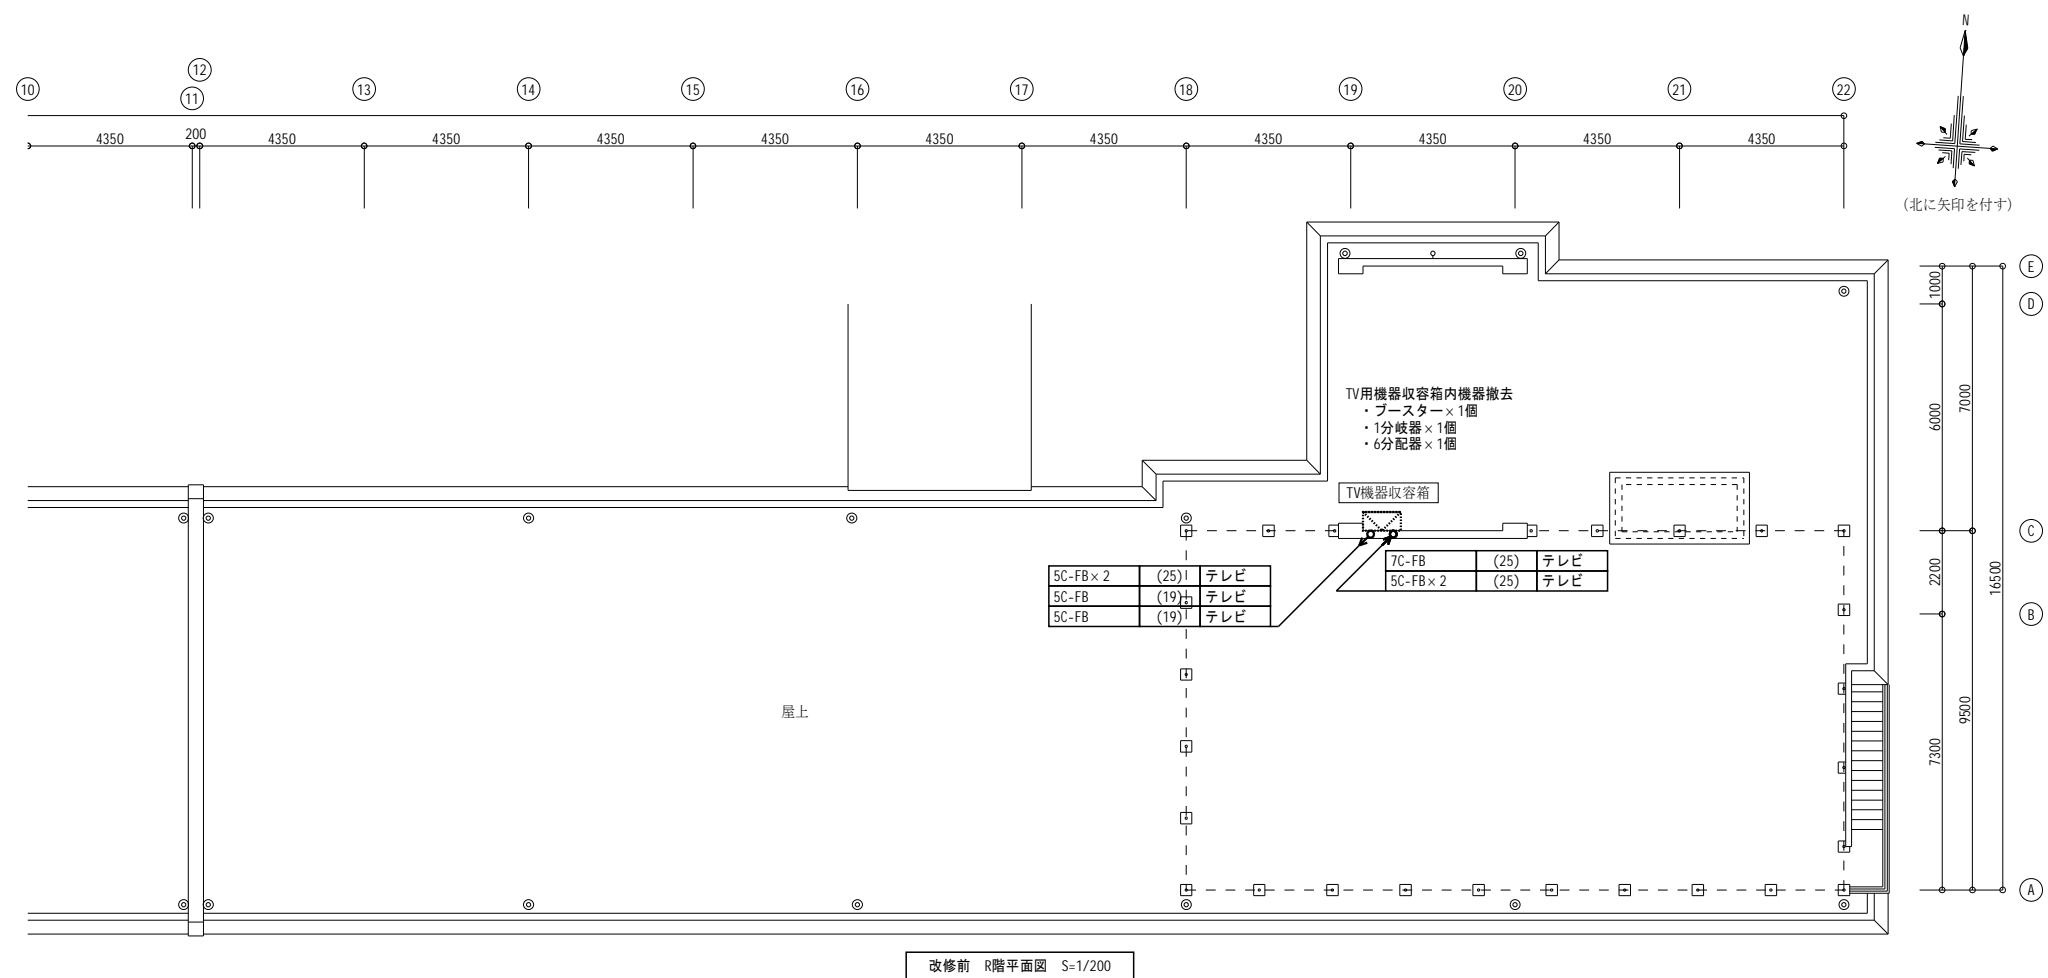 N
12
10
11
13
14
15
16
17
18
19
20
21
22
4350
200
4350
4350
4350
4350
4350
4350
4350
4350
4350
4350
(北に矢印を付す)
E
1000
D
TV用機器収容箱内機器撤去
・ブースター×1個
・1分岐器×1個
・6分配器×1個
6000
7000
TV機器収容箱
C
7C-FB (25) テレビ
5C-FB×2 (25) テレビ
5C-FB×2 (25) テレビ
5C-FB (19) テレビ
5C-FB (19) テレビ
2200
16500
B
屋上
9500
7300
A
改修前 R階平面図 S=1/200